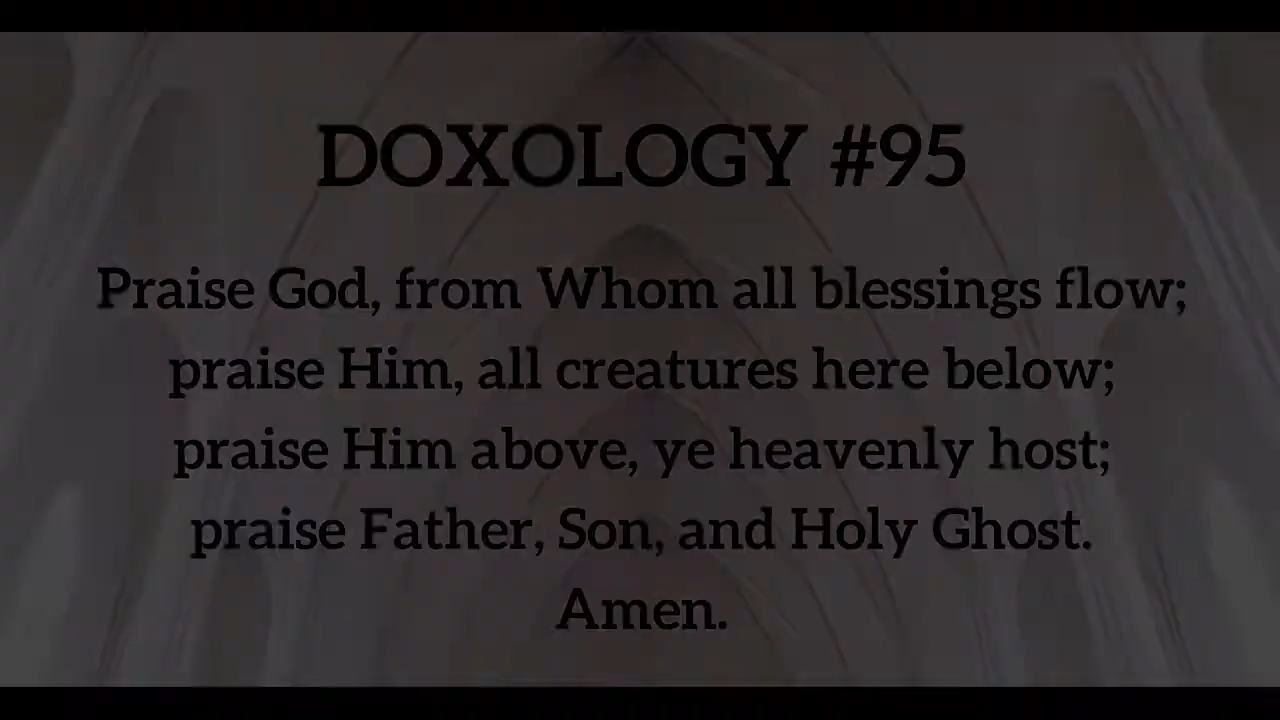 DOXOLOGY #95
Praise God, from Whom all blessings flow;
praise Him, all creatures here below;
praise Him above, ye heavenly host;
praise Father, Son, and Holy Ghost.
Amen.